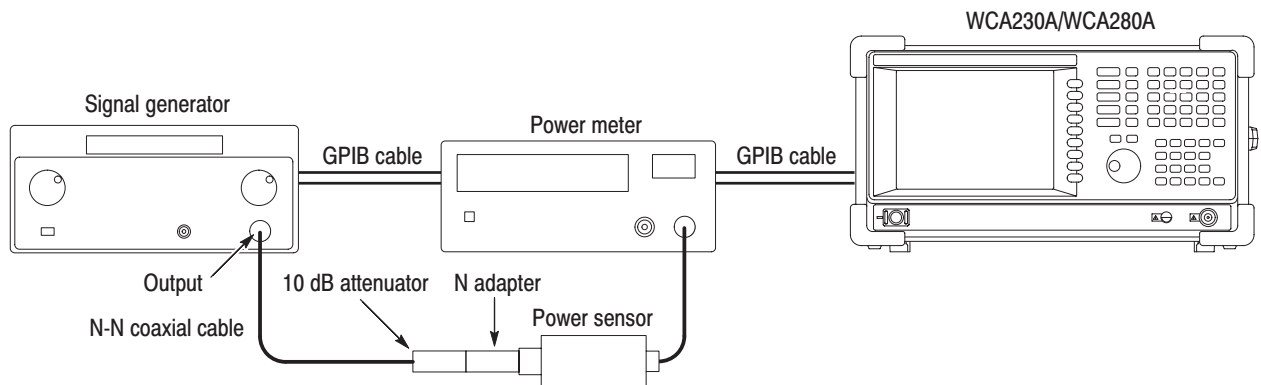 WCA230A/WCA280A
Signal generator
Power meter
GPIB cable
GPIB cable
Output
10 dB attenuator
N adapter
N-N coaxial cable
Power sensor